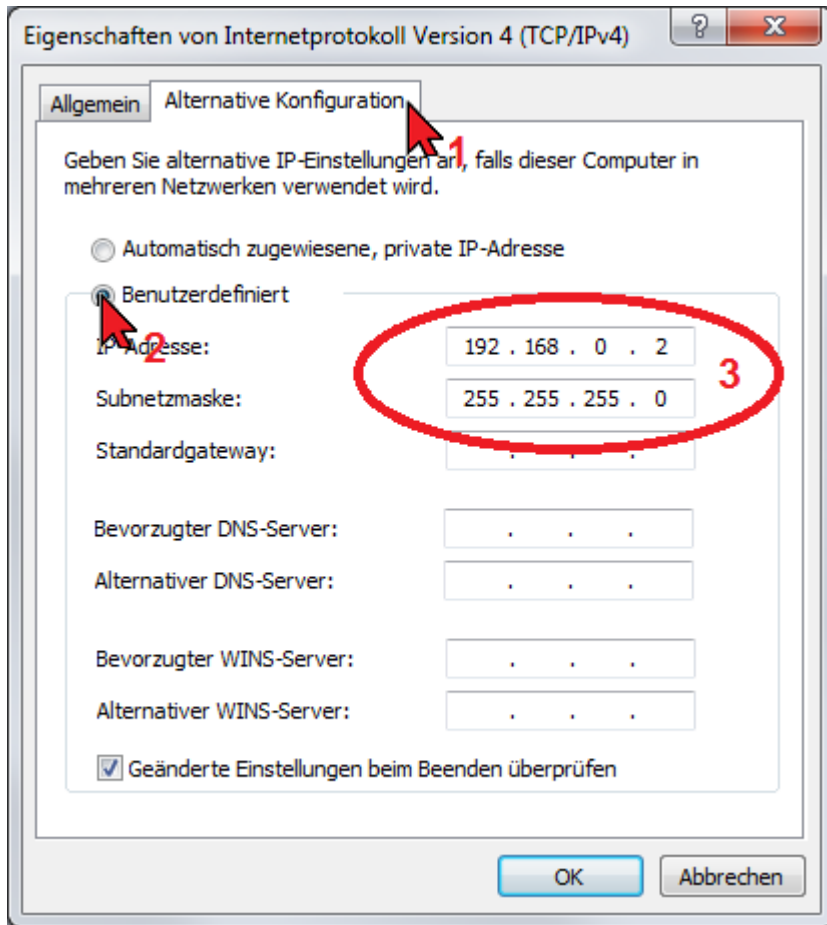 Eigenschaften von Internetprotokoll Version 4 (TCP/IPv4)
Allgemein
Alternative Konfiguration
1
Geben Sie alternative IP-Einstellungen an, falls dieser Computer in
mehreren Netzwerken verwendet wird.
Automatisch zugewiesene, private IP-Adresse
Benutzerdefiniert
2
IP-Adresse: 192 . 168 . 0 . 2
3
Subnetzmaske: 255 . 255 . 255 . 0
Standardgateway: . . .
Bevorzugter DNS-Server: . . .
Alternativer DNS-Server: . . .
Bevorzugter WINS-Server: . . .
Alternativer WINS-Server: . . .
Geänderte Einstellungen beim Beenden überprüfen
OK
Abbrechen